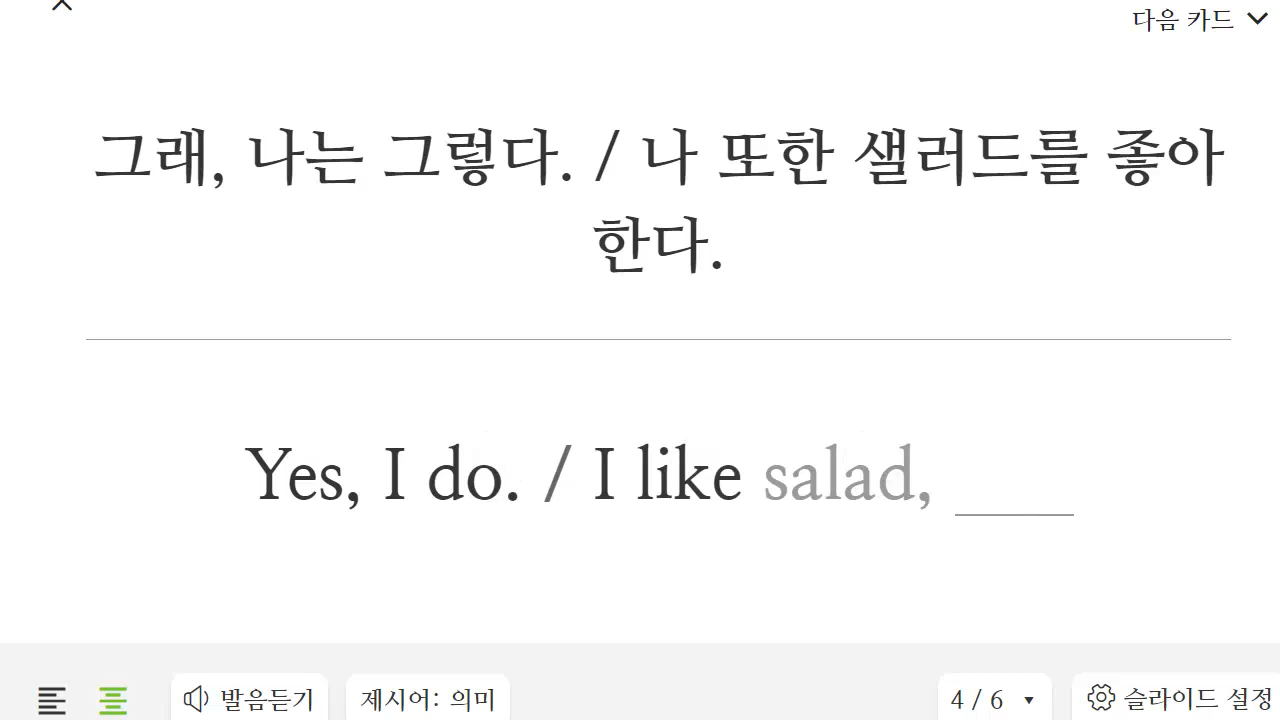 다음 카드
그래, 나는 그렇다. / 나 또한 샐러드를 좋아
한다.
Yes, I do. / I like salad, ____
발음듣기
제시어: 의미
4 / 6
슬라이드 설정